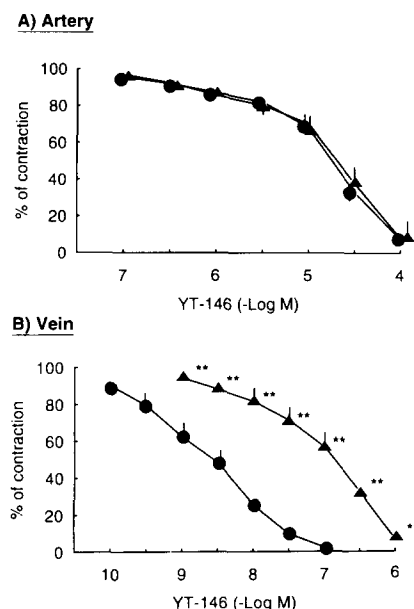 A) Artery
% of contraction
100
80
60
40
20
0
7 6 5 4
YT-146 (-Log M)
B) Vein
% of contraction
100
80
60
40
20
0
**
**
**
**
**
**
*
10 9 8 7 6
YT-146 (-Log M)